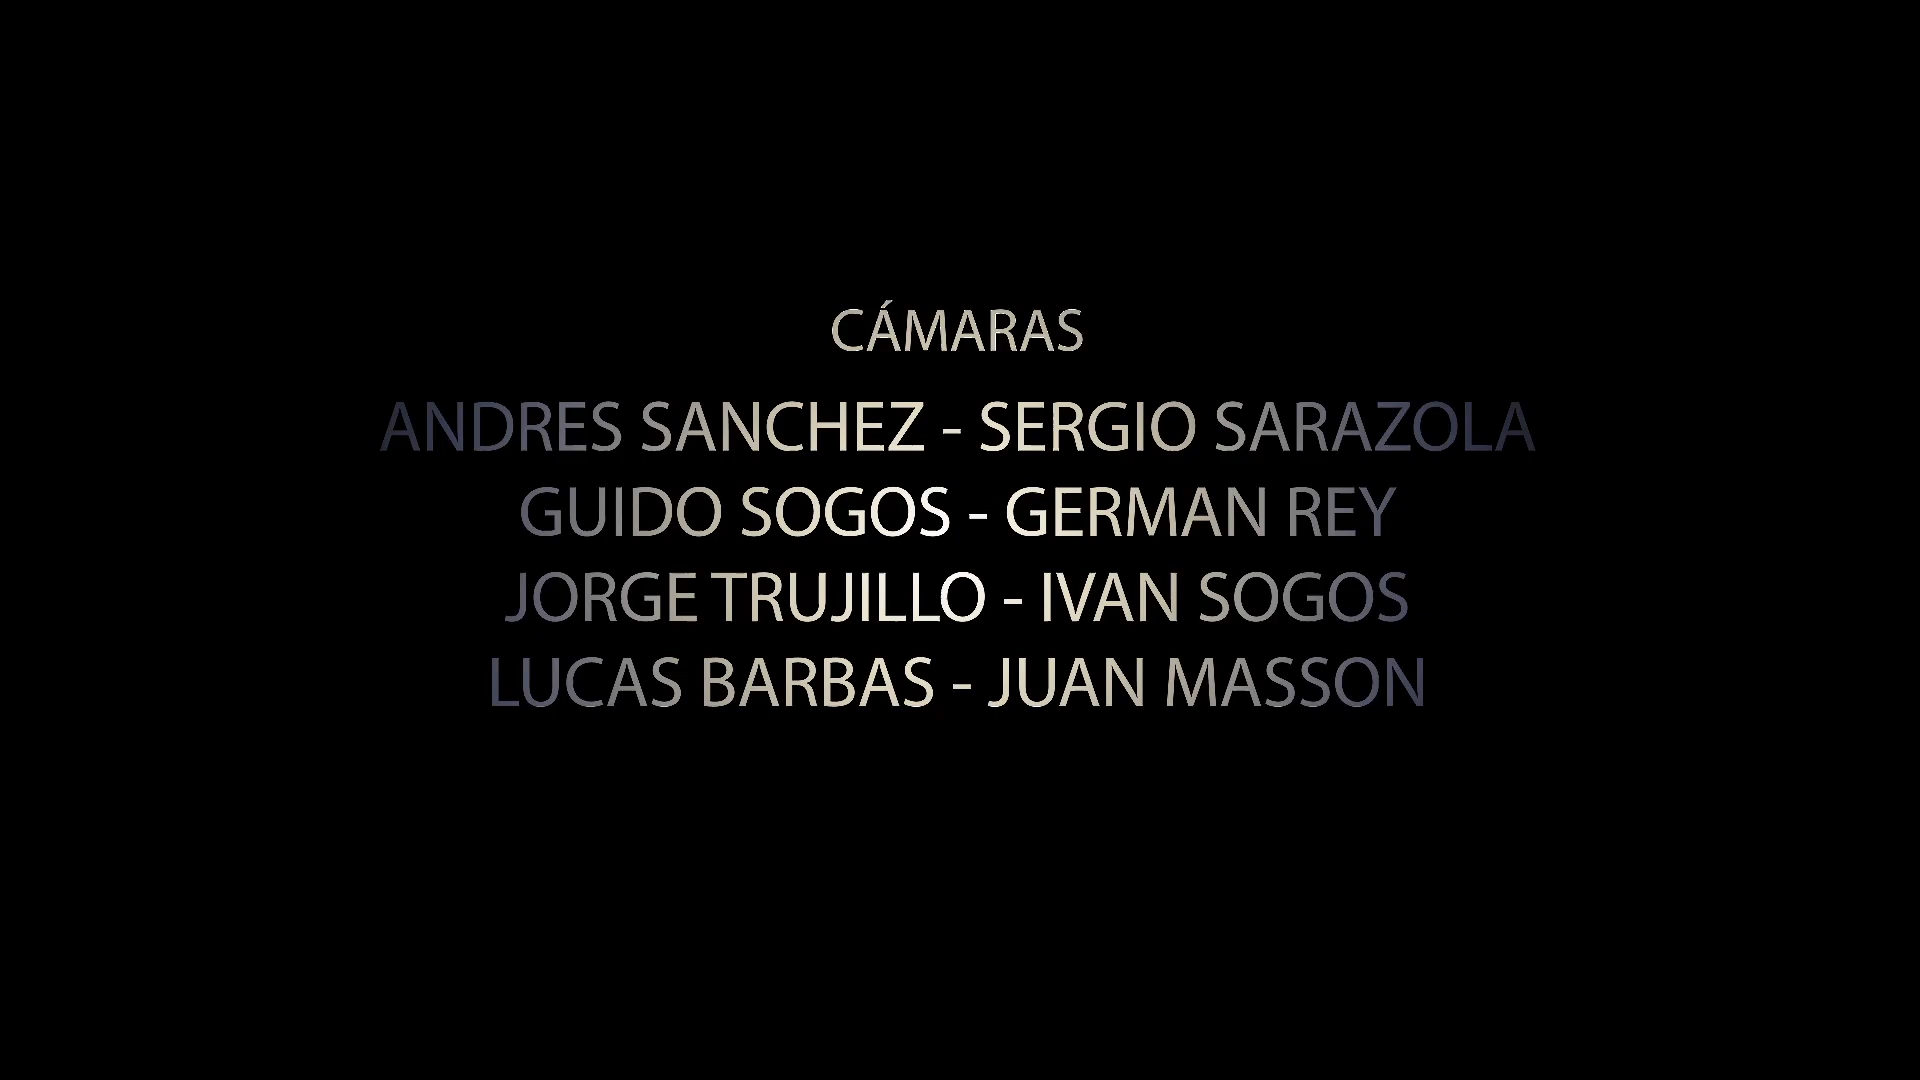 CÁMARAS
ANDRES SANCHEZ - SERGIO SARAZOLA
GUIDO SOGOS - GERMAN REY
JORGE TRUJILLO - IVAN SOGOS
LUCAS BARBAS - JUAN MASSON